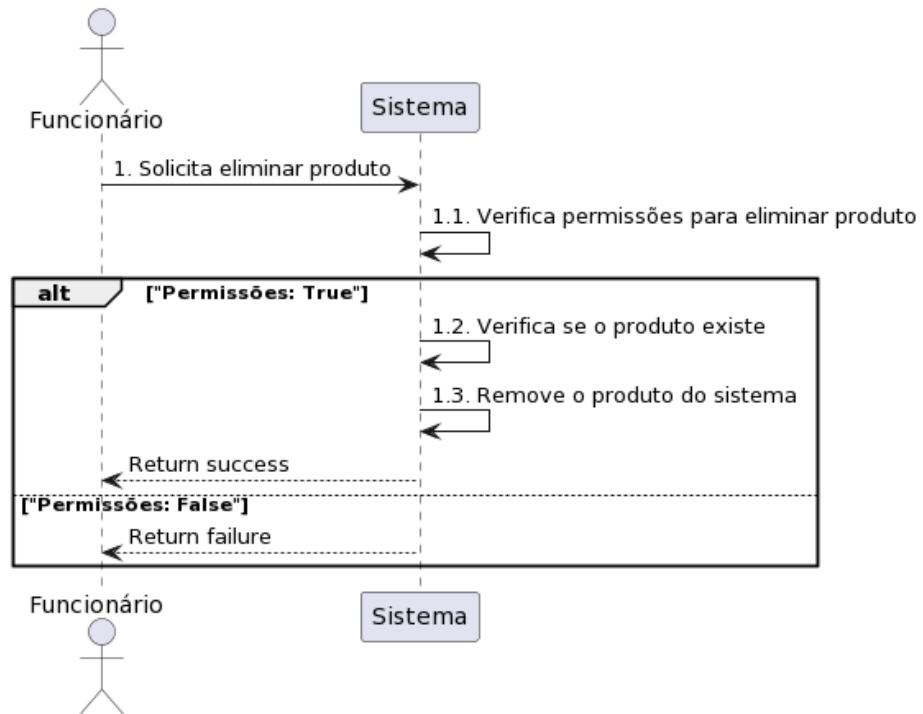 Funcionário
Sistema
1. Solicita eliminar produto
1.1. Verifica permissões para eliminar produto
alt
["Permissões: True"]
1.2. Verifica se o produto existe
1.3. Remove o produto do sistema
Return success
["Permissões: False"]
Return failure
Funcionário
Sistema